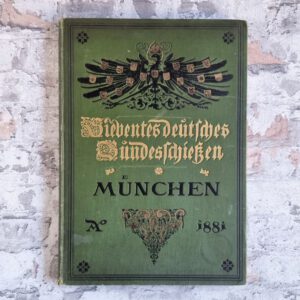 Siebentes deutsches
Bundesschießen
MÜNCHEN
Aº 1881